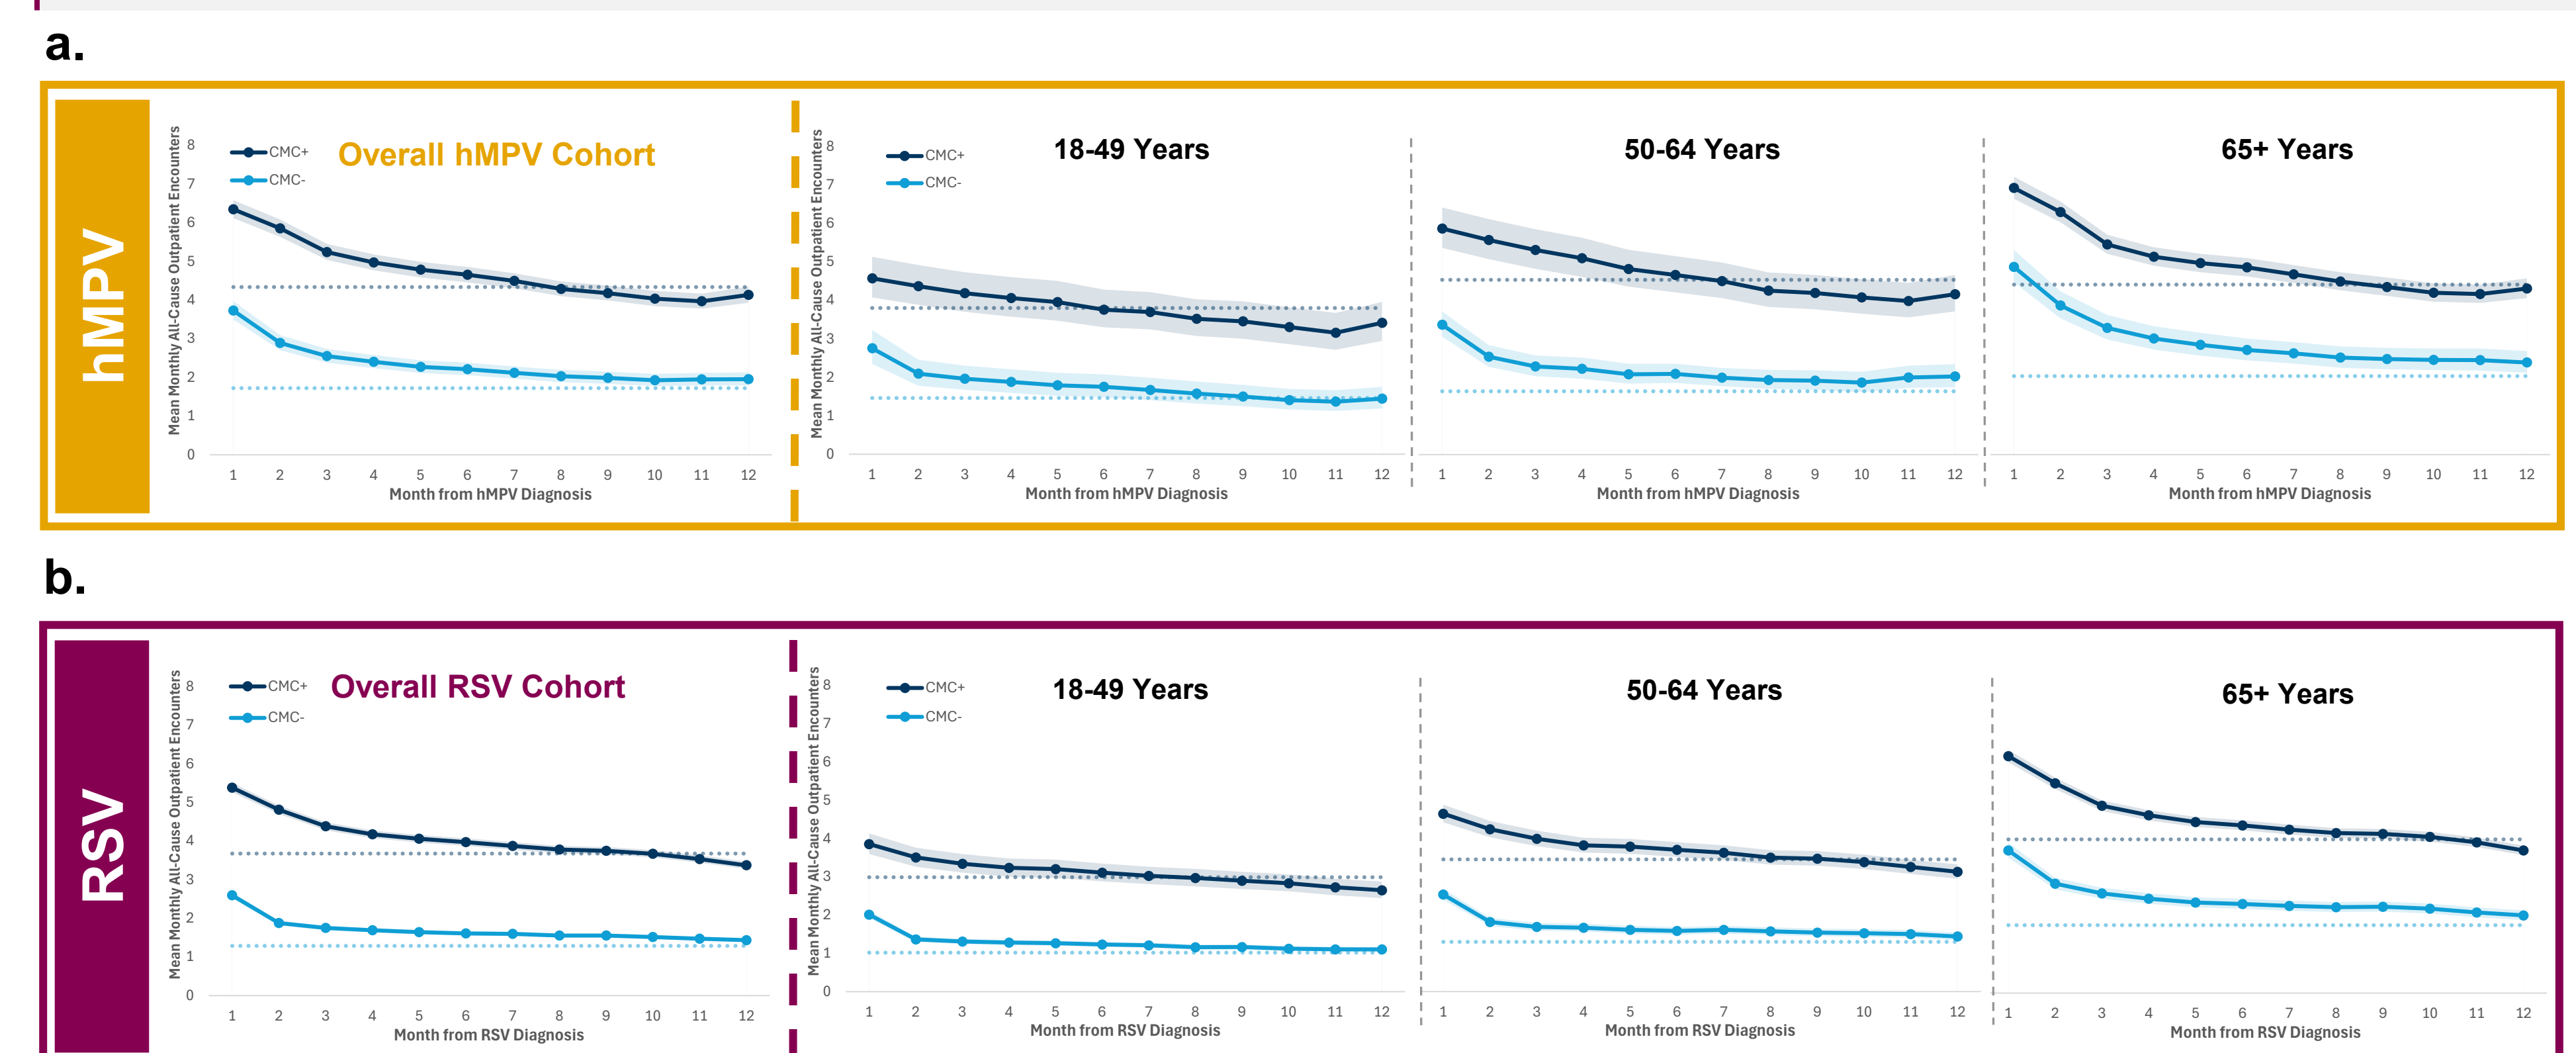 a.
hMPV
Mean Monthly All-Cause Outpatient Encounters
8
7
6
5
4
3
2
1
0
CMC+
CMC-
Overall hMPV Cohort
1 2 3 4 5 6 7 8 9 10 11 12
Month from hMPV Diagnosis
Mean Monthly All-Cause Outpatient Encounters
8
7
6
5
4
3
2
1
0
CMC+
CMC-
18-49 Years
1 2 3 4 5 6 7 8 9 10 11 12
Month from hMPV Diagnosis
50-64 Years
1 2 3 4 5 6 7 8 9 10 11 12
Month from hMPV Diagnosis
65+ Years
1 2 3 4 5 6 7 8 9 10 11 12
Month from hMPV Diagnosis
b.
RSV
Mean Monthly All-Cause Outpatient Encounters
8
7
6
5
4
3
2
1
0
CMC+
CMC-
Overall RSV Cohort
1 2 3 4 5 6 7 8 9 10 11 12
Month from RSV Diagnosis
Mean Monthly All-Cause Outpatient Encounters
8
7
6
5
4
3
2
1
0
CMC+
CMC-
18-49 Years
1 2 3 4 5 6 7 8 9 10 11 12
Month from RSV Diagnosis
50-64 Years
1 2 3 4 5 6 7 8 9 10 11 12
Month from RSV Diagnosis
65+ Years
1 2 3 4 5 6 7 8 9 10 11 12
Month from RSV Diagnosis